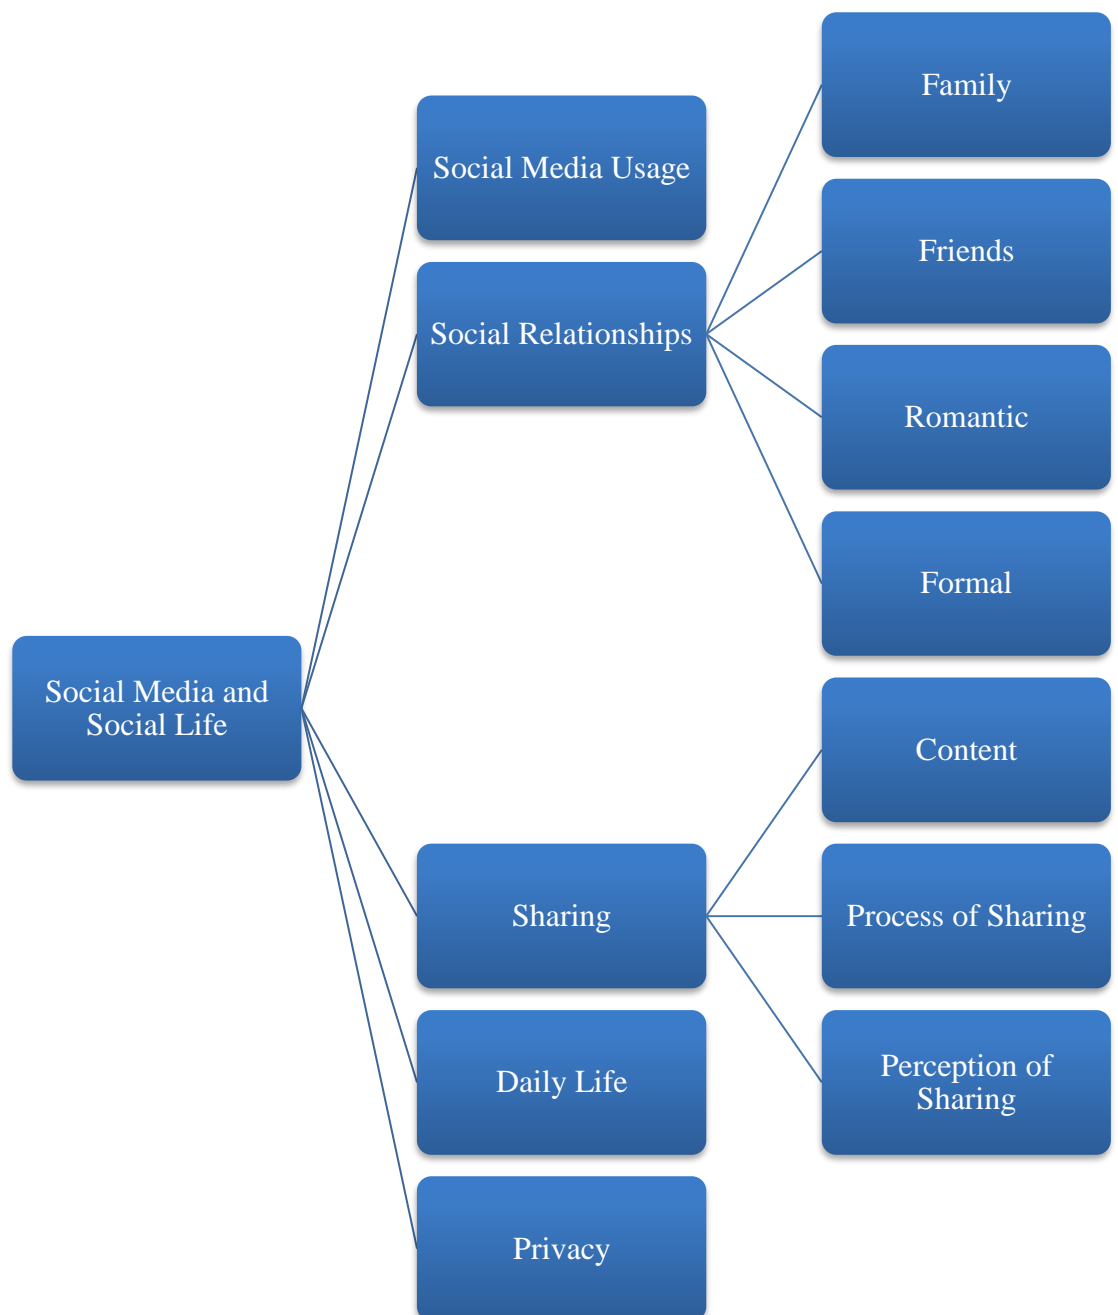 Social Media and
Social Life
Social Media Usage
Social Relationships
Family
Friends
Romantic
Formal
Sharing
Content
Process of Sharing
Perception of
Sharing
Daily Life
Privacy